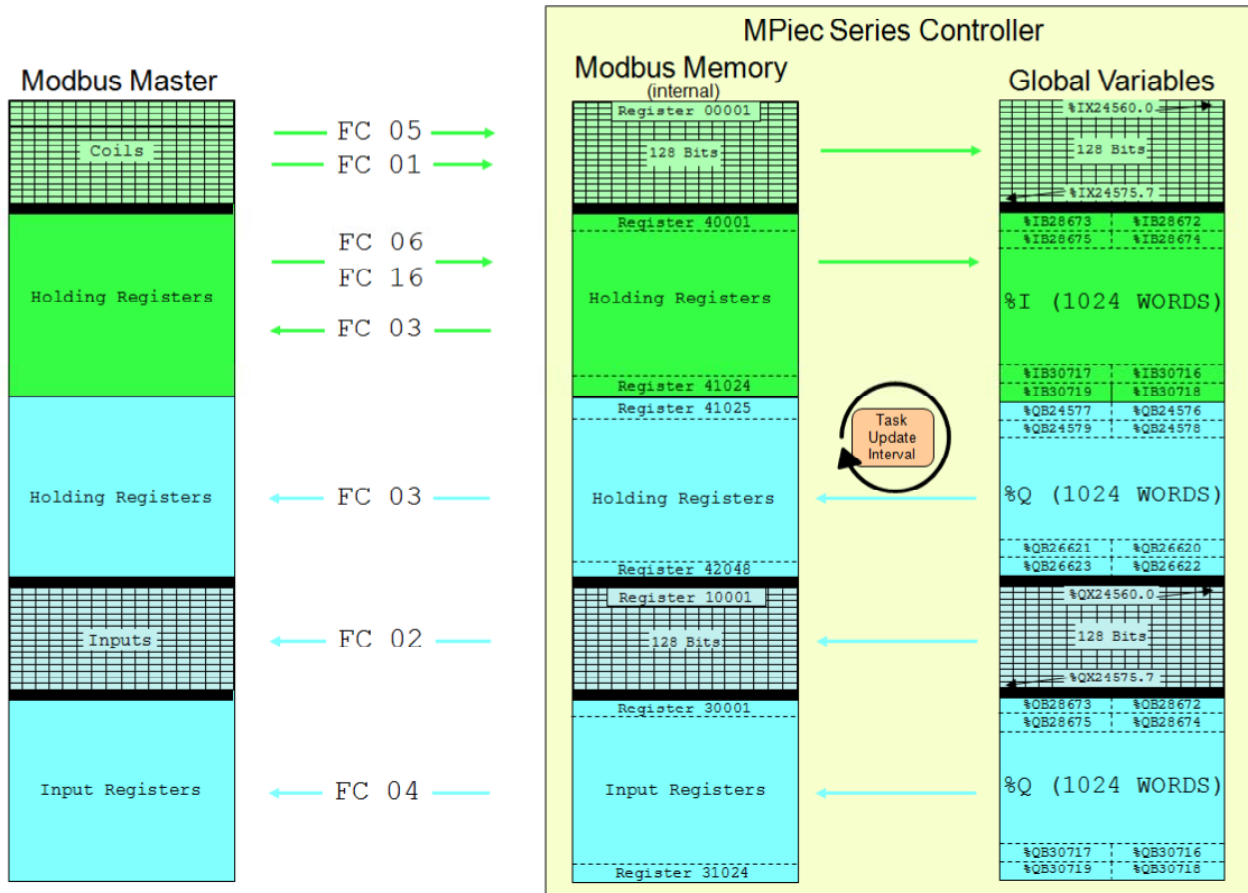 MPiec Series Controller
Modbus Master
Modbus Memory
(internal)
Global Variables
Coils
FC 05
FC 01
Register 00001
128 Bits
%IX24560.0
128 Bits
%IX24575.7
Holding Registers
FC 06
FC 16
FC 03
Register 40001
Holding Registers
Register 41024
%IB28673 %IB28672
%IB28675 %IB28674
%I (1024 WORDS)
%IB30717 %IB30716
%IB30719 %IB30718
Task
Update
Interval
Holding Registers
FC 03
Register 41025
Holding Registers
Register 42048
%QB24577 %QB24576
%QB24579 %QB24578
%Q (1024 WORDS)
%QB26621 %QB26620
%QB26623 %QB26622
Inputs
FC 02
Register 10001
128 Bits
%QX24560.0
128 Bits
%QX24575.7
Input Registers
FC 04
Register 30001
Input Registers
Register 31024
%QB28673 %QB28672
%QB28675 %QB28674
%Q (1024 WORDS)
%QB30717 %QB30716
%QB30719 %QB30718